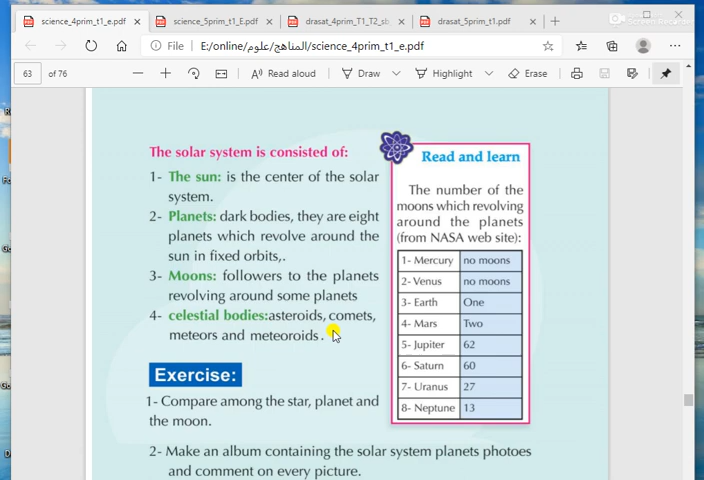 science_4prim_t1_e.pdf
science_5prim_t1_E.pdf
drasat_4prim_T1_T2_sb
drasat_5prim_t1.pdf
File
E:/online/المناهج/علوم/science_4prim_t1_e.pdf
63 of 76
Read aloud
Draw
Highlight
Erase
The solar system is consisted of:
1- The sun: is the center of the solar
system.
2- Planets: dark bodies, they are eight
planets which revolve around the
sun in fixed orbits,.
3- Moons: followers to the planets
revolving around some planets
4- celestial bodies:asteroids, comets,
meteors and meteoroids.
Exercise:
1- Compare among the star, planet and
the moon.
2- Make an album containing the solar system planets photoes
and comment on every picture.
Read and learn
The number of the
moons which revolving
around the planets
(from NASA web site):
1- Mercury no moons
2- Venus no moons
3- Earth One
4- Mars Two
5- Jupiter 62
6- Saturn 60
7- Uranus 27
8- Neptune 13